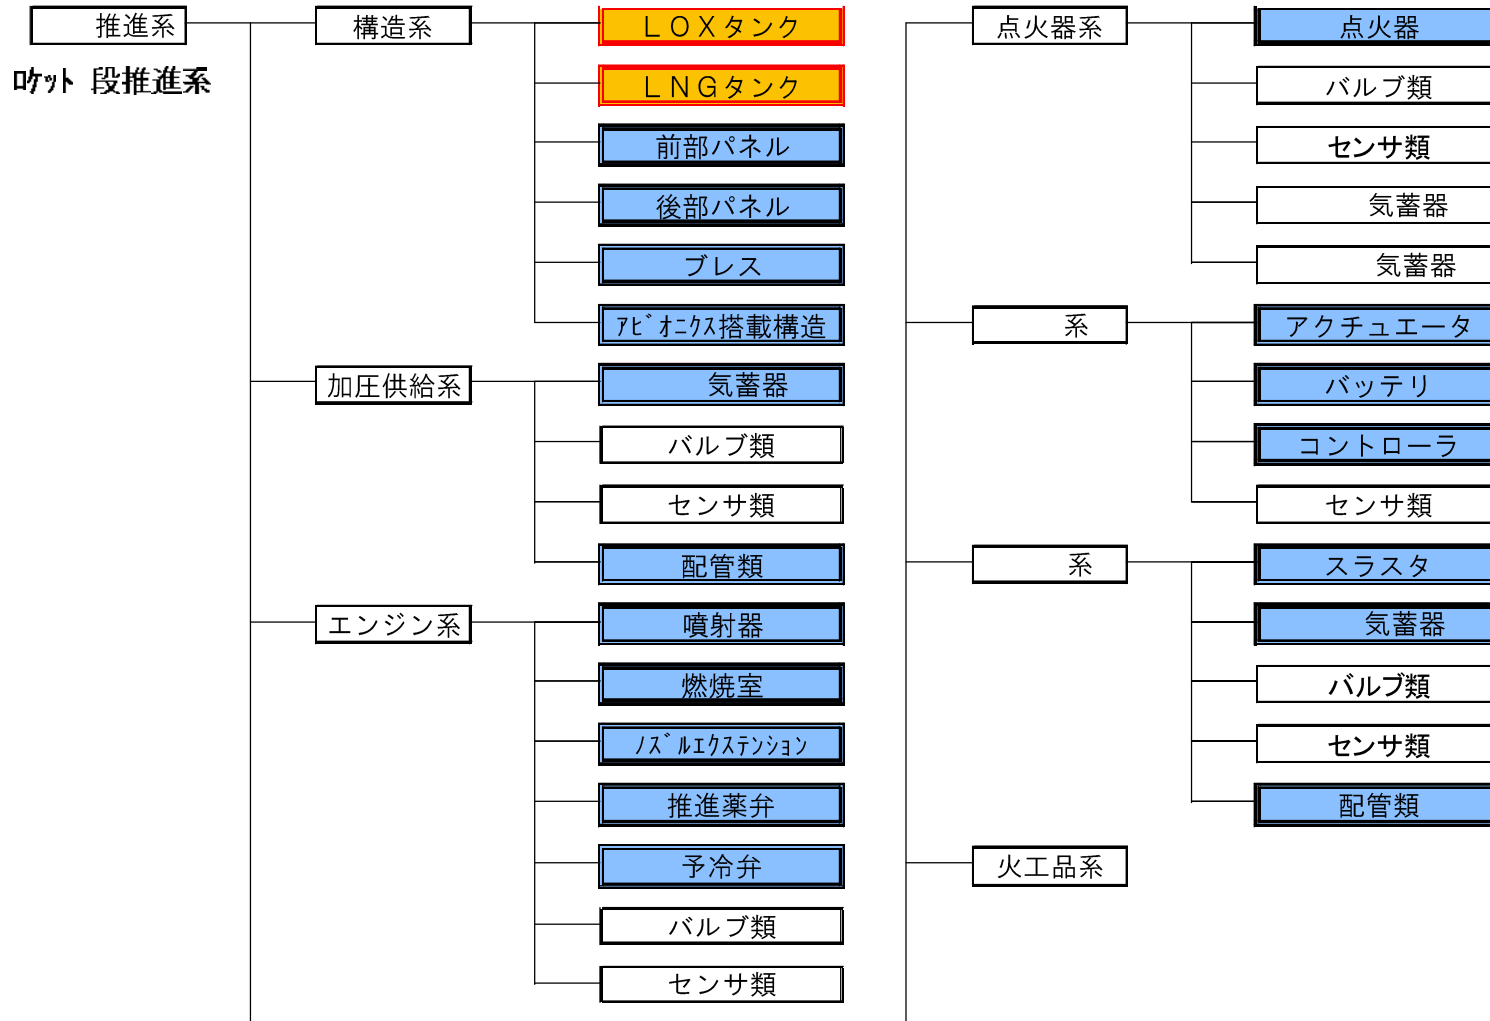 推進系
ロケット 段推進系
構造系
ＬＯＸタンク
ＬＮＧタンク
前部パネル
後部パネル
ブレス
ｱﾋﾞｵﾆｸｽ搭載構造
加圧供給系
気蓄器
バルブ類
センサ類
配管類
エンジン系
噴射器
燃焼室
ﾉｽﾞﾙｴｸｽﾃﾝｼｮﾝ
推進薬弁
予冷弁
バルブ類
センサ類
点火器系
点火器
バルブ類
センサ類
気蓄器
気蓄器
系
アクチュエータ
バッテリ
コントローラ
センサ類
系
スラスタ
気蓄器
バルブ類
センサ類
配管類
火工品系